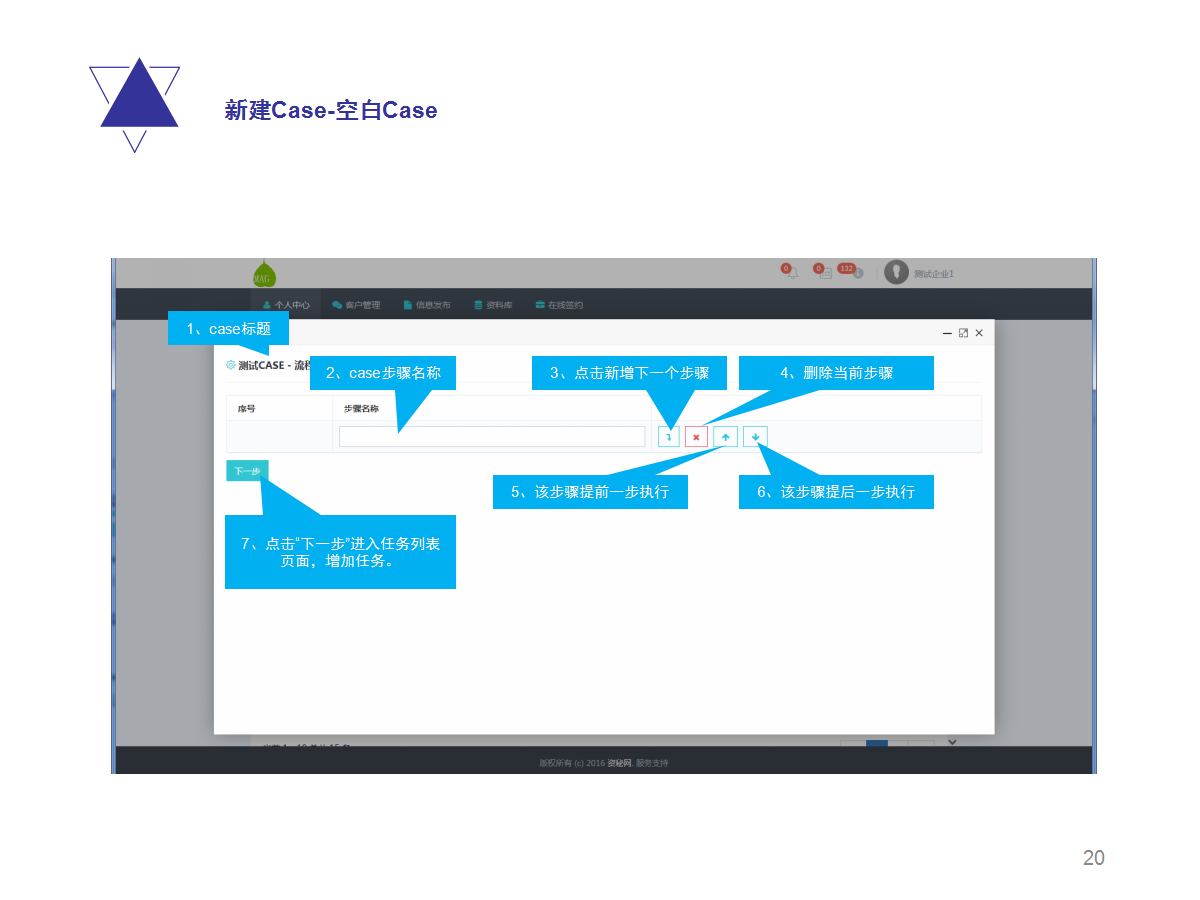 新建Case-空白Case
MAG
0
0
132
测试企业1
个人中心
客户管理
信息发布
资料库
在线签约
1、case标题
测试CASE - 流程
2、case步骤名称
3、点击新增下一个步骤
4、删除当前步骤
序号
步骤名称
下一步
5、该步骤提前一步执行
6、该步骤提后一步执行
7、点击“下一步”进入任务列表
页面，增加任务。
版权所有 (c) 2016 资秘网. 服务支持
20